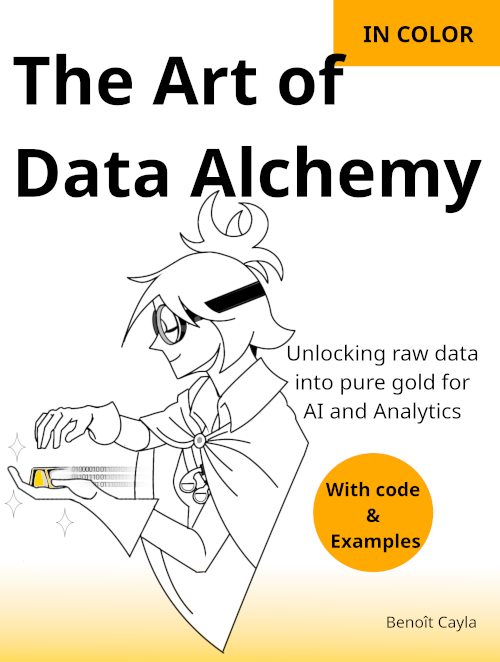 IN COLOR
The Art of
Data Alchemy
Unlocking raw data
into pure gold for
AI and Analytics
010001001
With code
&
Examples
Benoît Cayla